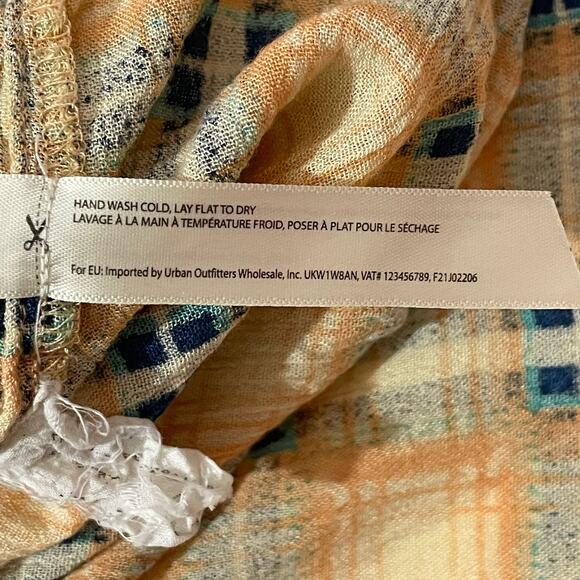 HAND WASH COLD, LAY FLAT TO DRY
LAVAGE À LA MAIN À TEMPÉRATURE FROID, POSER À PLAT POUR LE SÉCHAGE
For EU: Imported by Urban Outfitters Wholesale, Inc. UKW1W8AN, VAT# 123456789, F21J02206